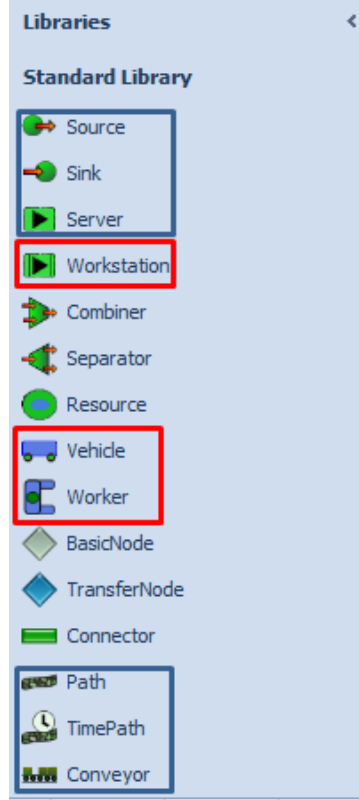 Libraries
Standard Library
Source
Sink
Server
Workstation
Combiner
Separator
Resource
Vehicle
Worker
BasicNode
TransferNode
Connector
Path
TimePath
Conveyor